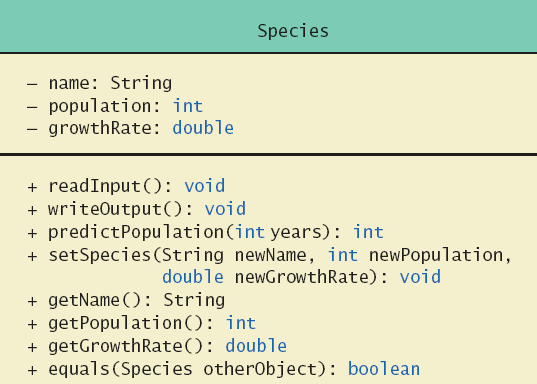 Species
– name: String
– population: int
– growthRate: double
+ readInput(): void
+ writeOutput(): void
+ predictPopulation(int years): int
+ setSpecies(String newName, int newPopulation,
double newGrowthRate): void
+ getName(): String
+ getPopulation(): int
+ getGrowthRate(): double
+ equals(Species otherObject): boolean